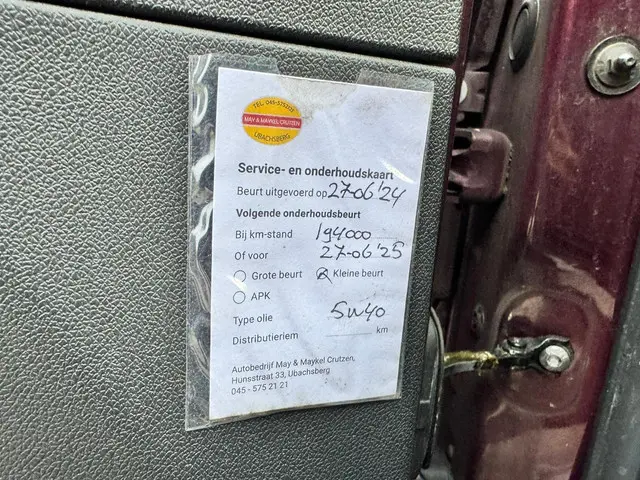 TEL. 045-5752121
MAY & MAYKEL CRUTZEN
UBACHSBERG
Service- en onderhoudskaart
Beurt uitgevoerd op 27-06'24
Volgende onderhoudsbeurt
Bij km-stand 194000
Of voor 27-06'25
Grote beurt Kleine beurt
APK
Type olie 5w40
Distributieriem km
Autobedrijf May & Maykel Crutzen,
Hunsstraat 33, Ubachsberg
045 - 575 21 21